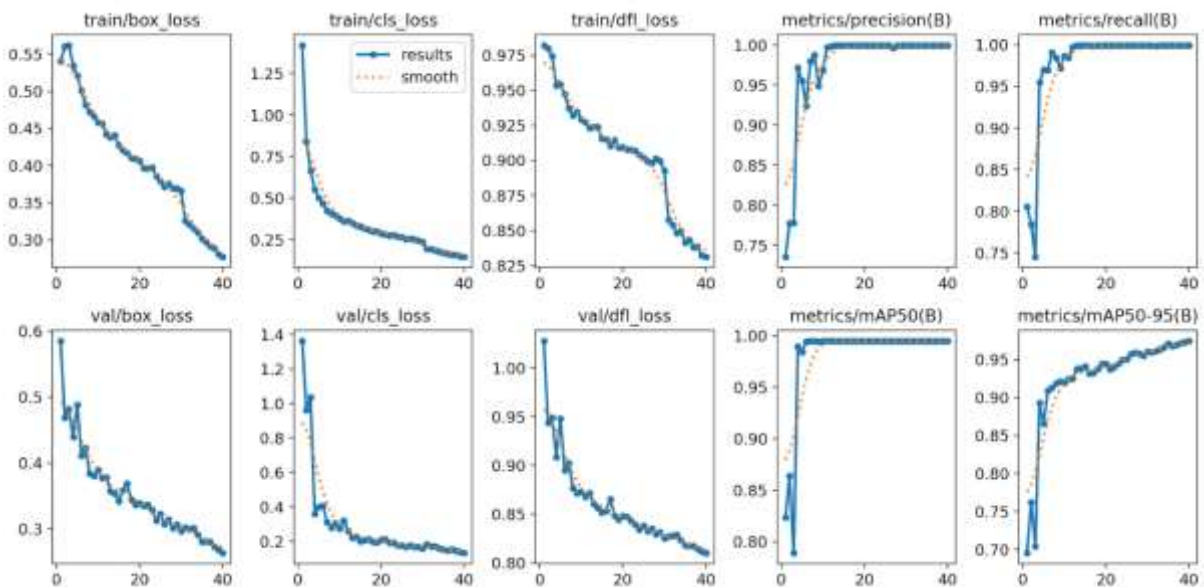 train/box_loss
train/cls_loss
train/dfl_loss
metrics/precision(B)
metrics/recall(B)
0.55
0.50
0.45
0.40
0.35
0.30
0 20 40
1.25
1.00
0.75
0.50
0.25
results
smooth
0 20 40
0.975
0.950
0.925
0.900
0.875
0.850
0.825
0 20 40
1.00
0.95
0.90
0.85
0.80
0.75
0 20 40
1.00
0.95
0.90
0.85
0.80
0.75
0 20 40
val/box_loss
val/cls_loss
val/dfl_loss
metrics/mAP50(B)
metrics/mAP50-95(B)
0.6
0.5
0.4
0.3
0 20 40
1.4
1.2
1.0
0.8
0.6
0.4
0.2
0 20 40
1.00
0.95
0.90
0.85
0.80
0 20 40
1.00
0.95
0.90
0.85
0.80
0 20 40
0.95
0.90
0.85
0.80
0.75
0.70
0 20 40